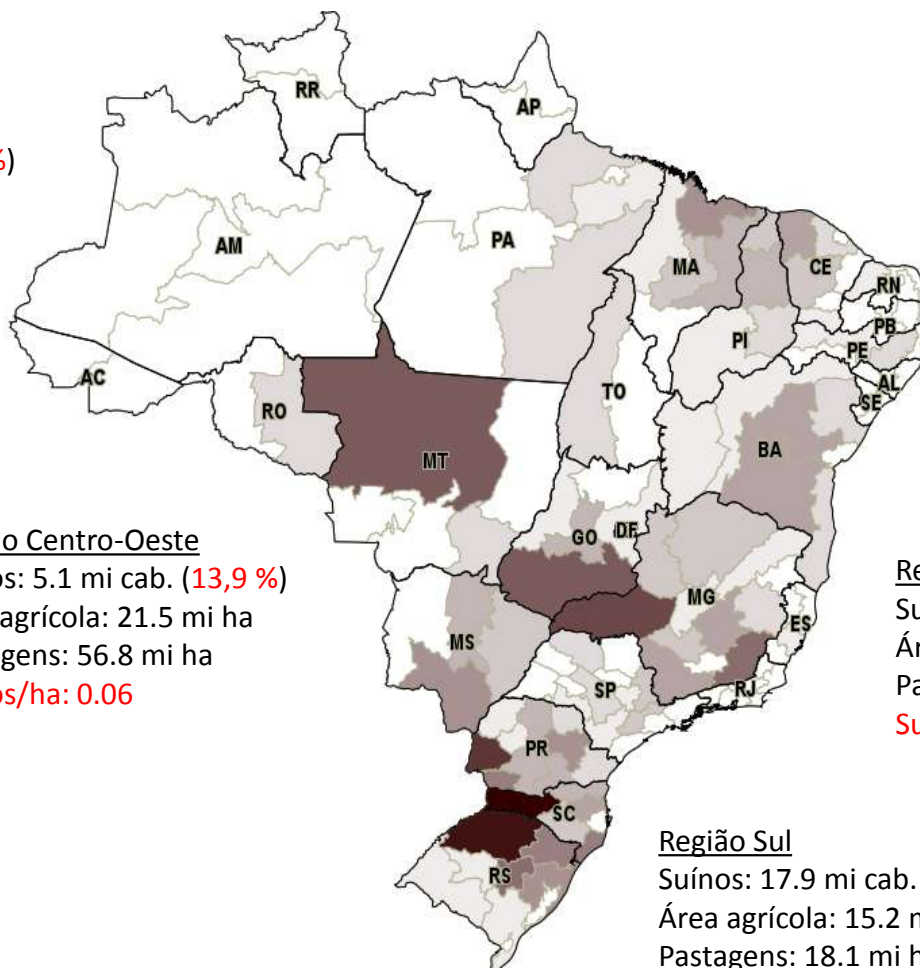 RR
AP
%)
AM
PA
MA
CE
RN
PB
PI
PE
AC
AL
TO
SE
RO
BA
MT
o Centro-Oeste
GO
DF
os: 5.1 mi cab. (13,9 %)
Re
agrícola: 21.5 mi ha
MG
Su
ES
agens: 56.8 mi ha
MS
Ár
os/ha: 0.06
SP
RJ
Pa
Su
PR
SC
Região Sul
RS
Suínos: 17.9 mi cab.
Área agrícola: 15.2 m
Pastagens: 18.1 mi h